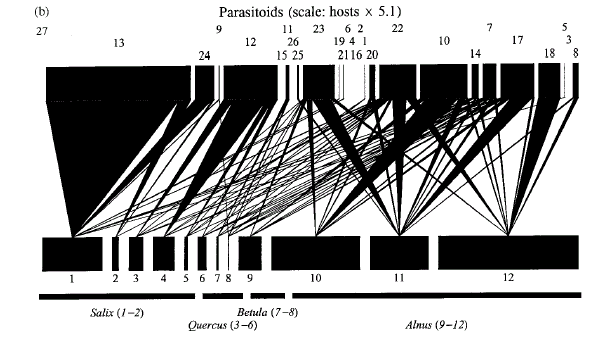 (b)
Parasitoids (scale: hosts × 5.1)
27 13 24 9 12 11 26 15 25 23 6 2 19 4 1 21 16 20 22 10 7 14 17 5 3 18 8
1 2 3 4 5 6 7 8 9 10 11 12
Salix (1–2) Betula (7–8)
Quercus (3–6) Alnus (9–12)